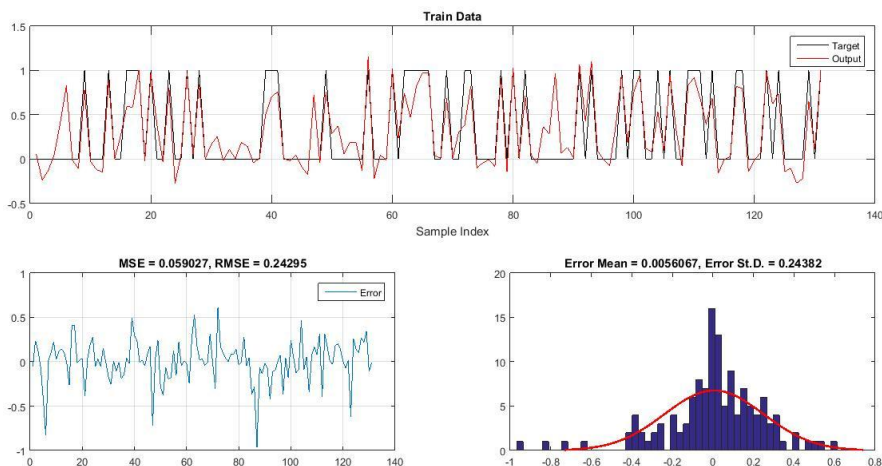 Train Data
1.5
1
0.5
0
-0.5
Target
Output
0 20 40 60 80 100 120 140
Sample Index
MSE = 0.059027, RMSE = 0.24295
1
0.5
0
-0.5
-1
Error
0 20 40 60 80 100 120 140
Error Mean = 0.0056067, Error St.D. = 0.24382
20
15
10
5
0
-1 -0.8 -0.6 -0.4 -0.2 0 0.2 0.4 0.6 0.8